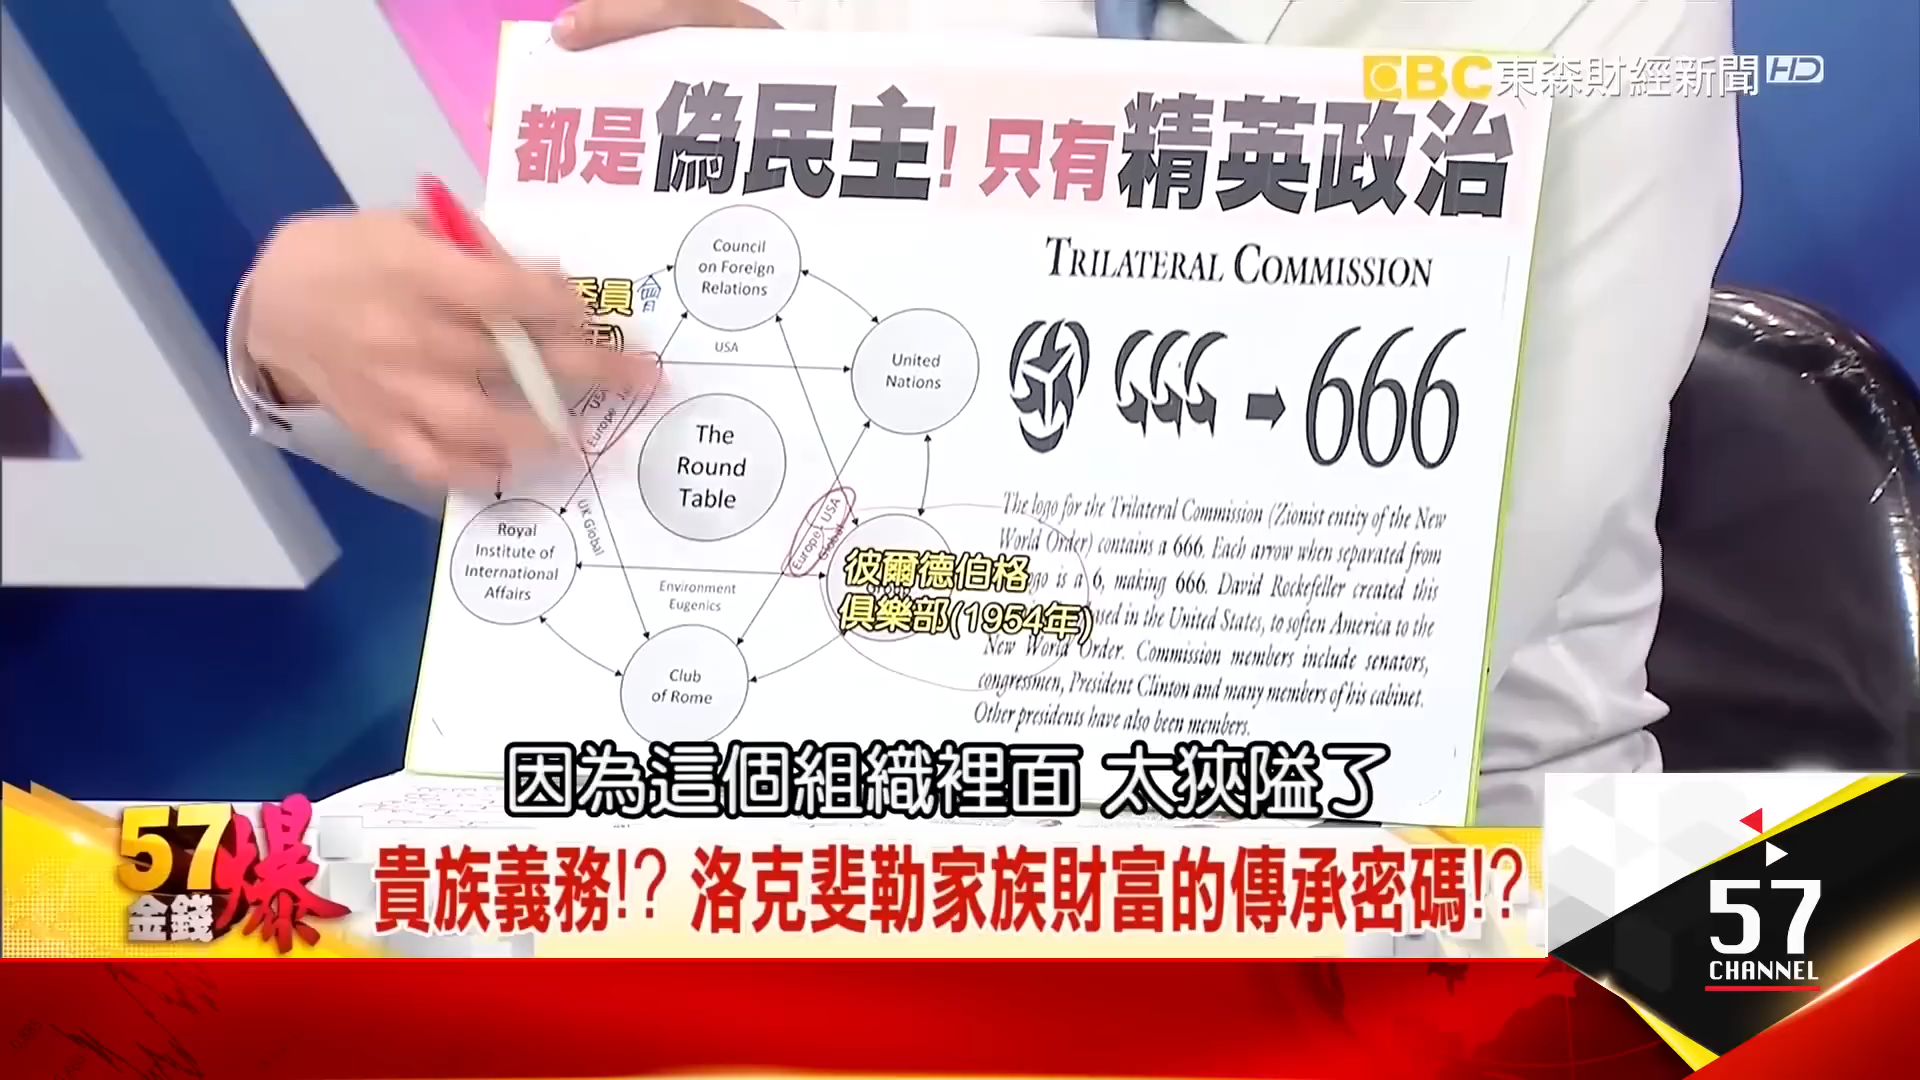 EBC東森財經新聞HD
都是偽民主! 只有精英政治
Council
on Foreign
Relations
委員會
年)
USA
United
Nations
USA
Europe
The
Round
Table
UK Global
Royal
Institute of
International
Affairs
Environment
Eugenics
Europe USA
Global
彼爾德伯格
俱樂部(1954年)
Club
of Rome
TRILATERAL COMMISSION
666
The logo for the Trilateral Commission (Zionist entity of the New
World Order) contains a 666. Each arrow when separated from
logo is a 6, making 666. David Rockefeller created this
based in the United States, to soften America to the
New World Order. Commission members include senators,
congressmen, President Clinton and many members of his cabinet.
Other presidents have also been members.
因為這個組織裡面 太狹隘了
57金錢爆
貴族義務!? 洛克斐勒家族財富的傳承密碼!?
57
CHANNEL